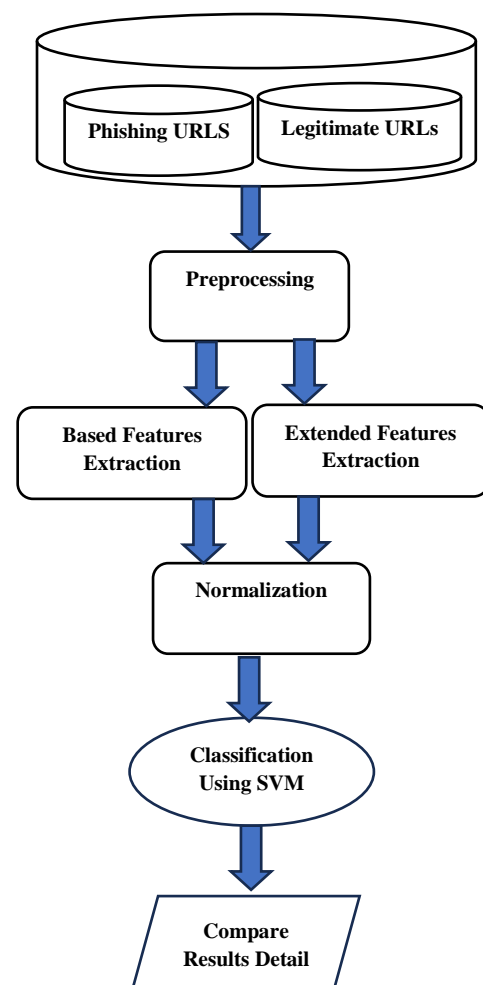 Phishing URLS
Legitimate URLs
Preprocessing
Based Features
Extraction
Extended Features
Extraction
Normalization
Classification
Using SVM
Compare
Results Detail